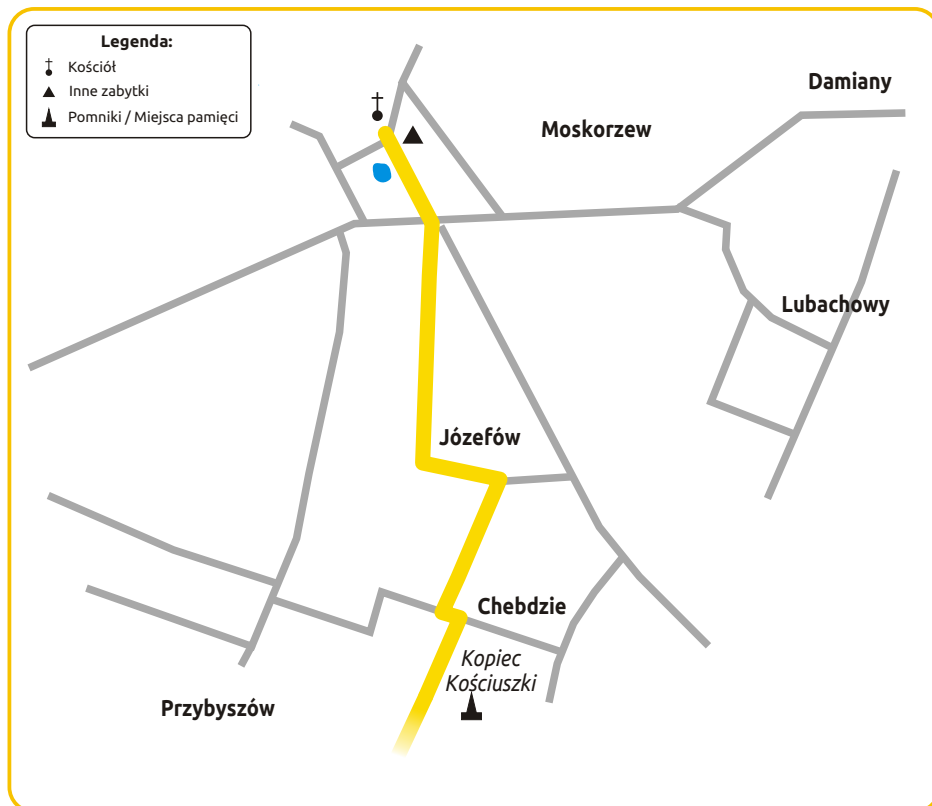 Legenda:
Kościół
Inne zabytki
Pomniki / Miejsca pamięci
Damiany
Moskorzew
Lubachowy
Józefów
Chebdzie
Kopiec
Kościuszki
Przybyszów